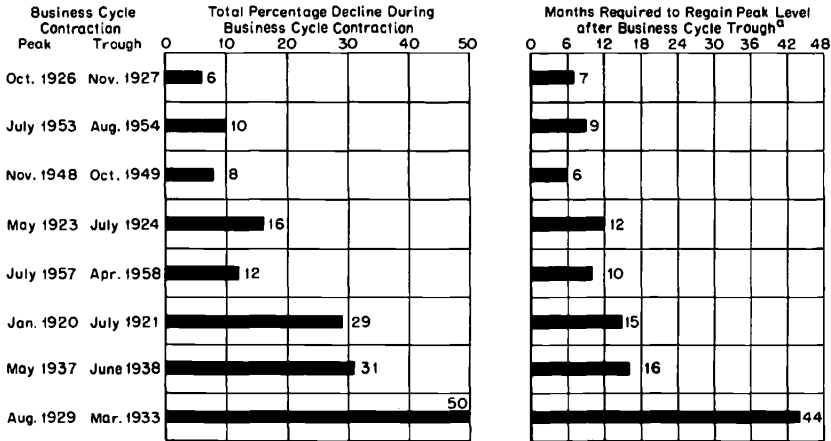 Business Cycle
Contraction
Peak Trough
Total Percentage Decline During
Business Cycle Contraction
0 10 20 30 40 50
Months Required to Regain Peak Level
after Business Cycle Trough a
0 6 12 18 24 30 36 42 48
Oct. 1926 Nov. 1927 6 7
July 1953 Aug. 1954 10 9
Nov. 1948 Oct. 1949 8 6
May 1923 July 1924 16 12
July 1957 Apr. 1958 12 10
Jan. 1920 July 1921 29 15
May 1937 June 1938 31 16
Aug. 1929 Mar. 1933 50 44